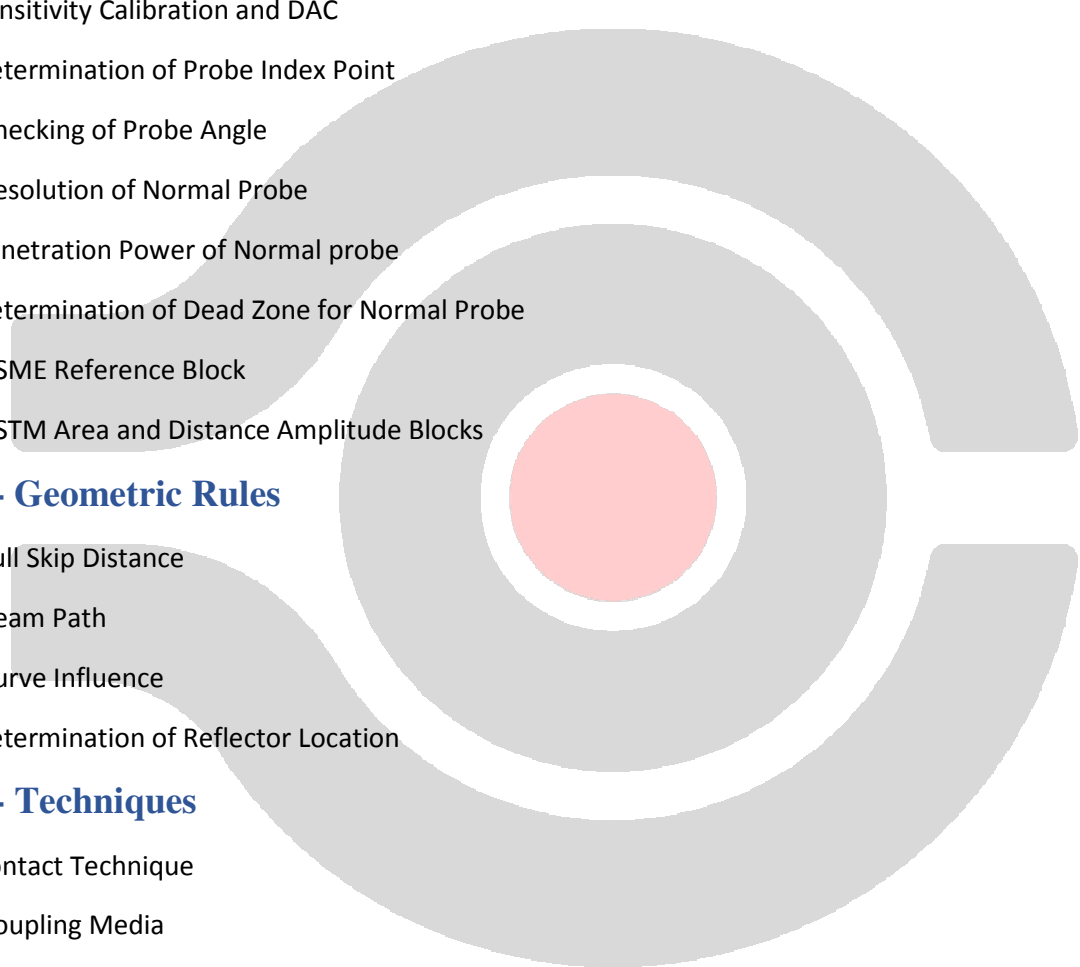 nsitivity Calibration and DAC
etermination of Probe Index Point
hecking of Probe Angle
esolution of Normal Probe
netration Power of Normal probe
etermination of Dead Zone for Normal Probe
SME Reference Block
STM Area and Distance Amplitude Blocks
- Geometric Rules
ull Skip Distance
eam Path
urve Influence
etermination of Reflector Location
- Techniques
ontact Technique
oupling Media